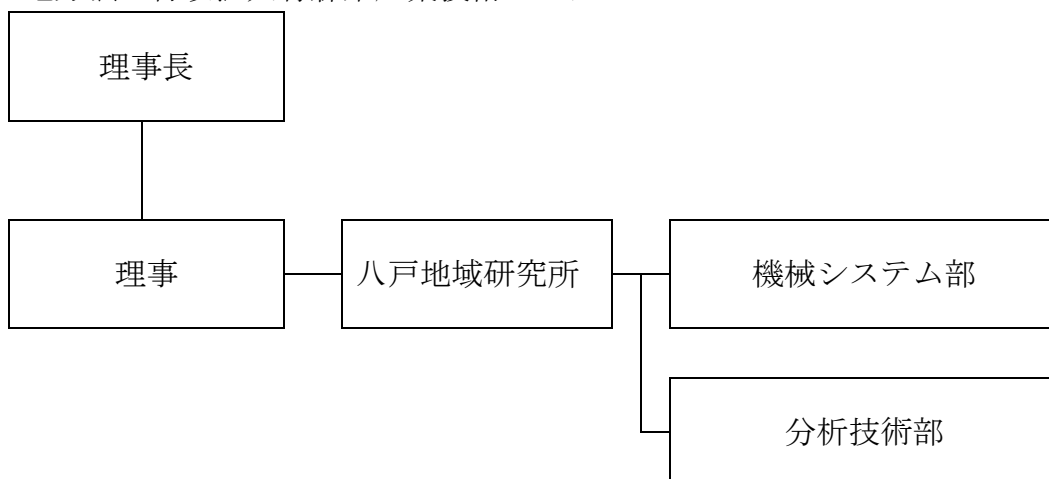 理事長
理事
八戸地域研究所
機械システム部
分析技術部